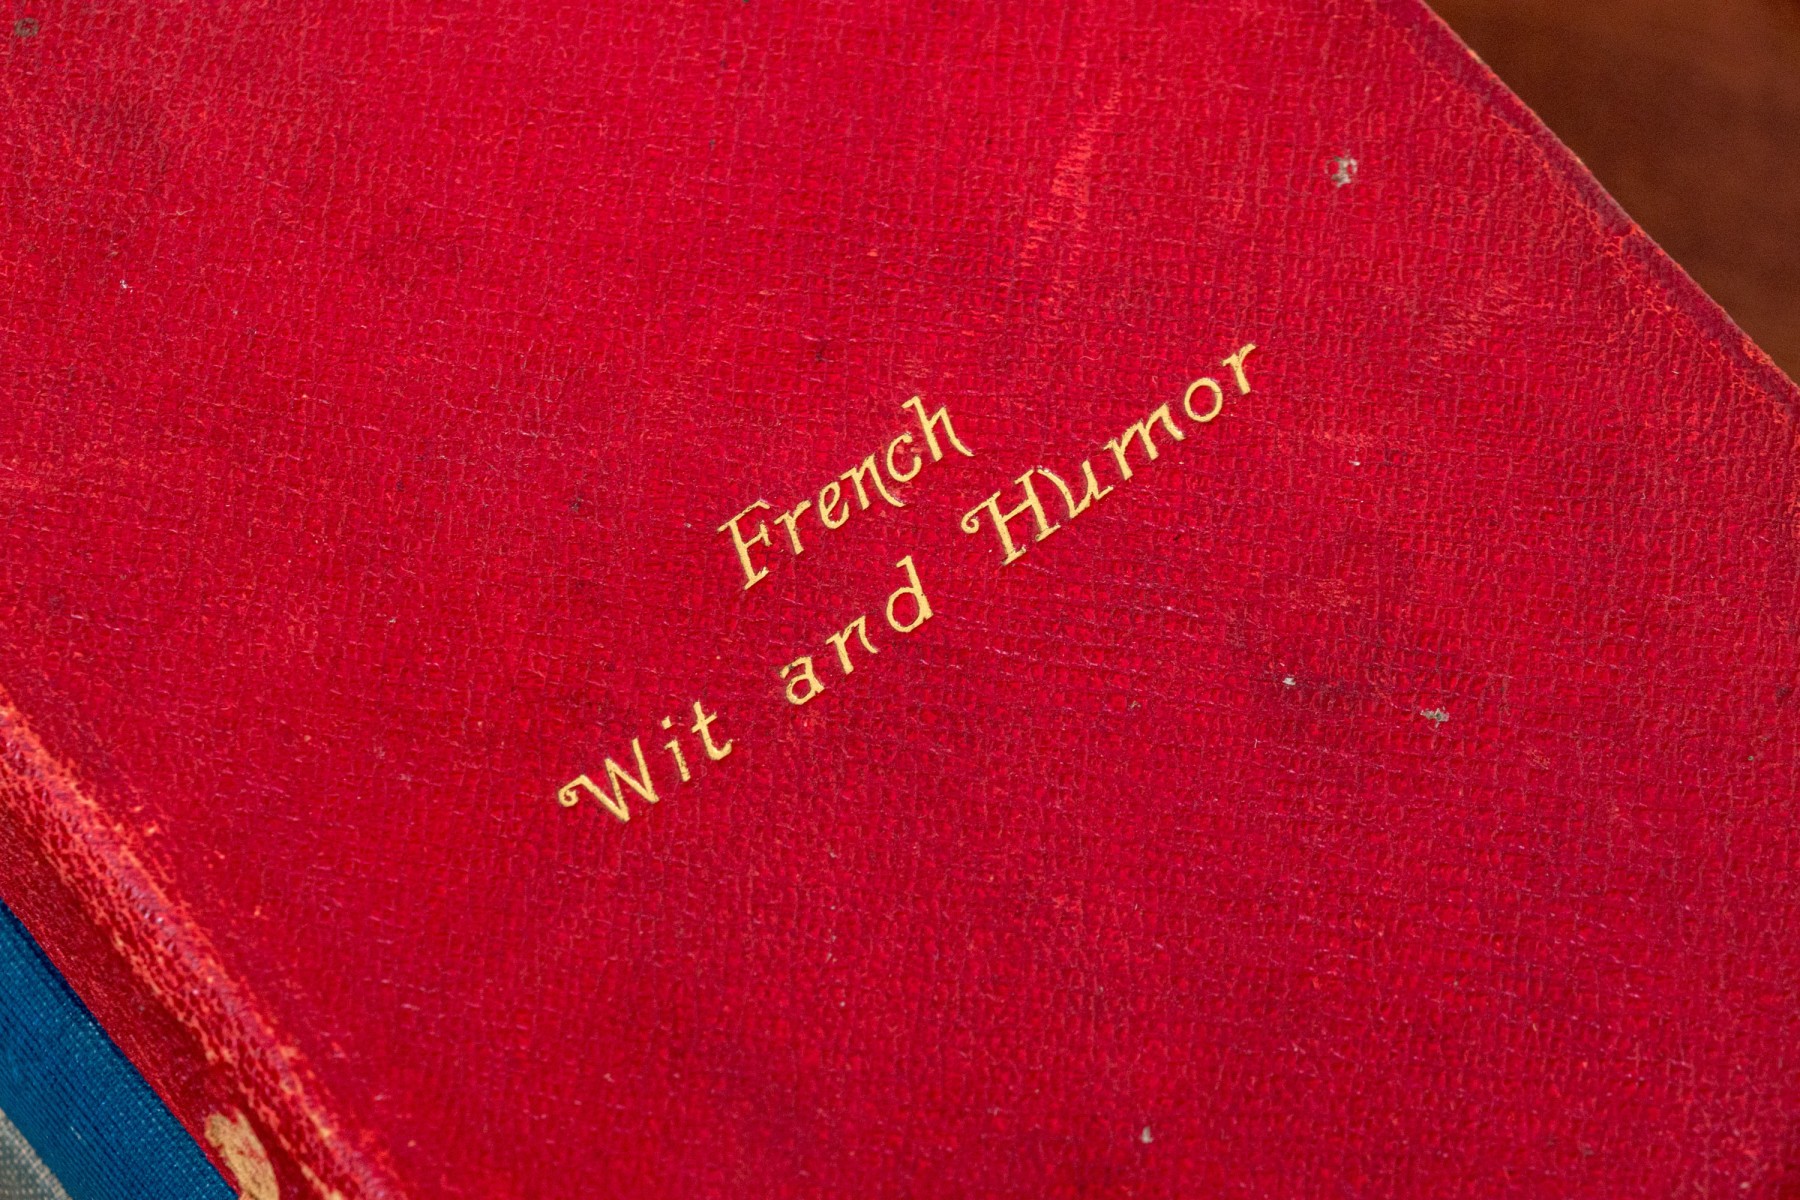 French
Wit and Humor